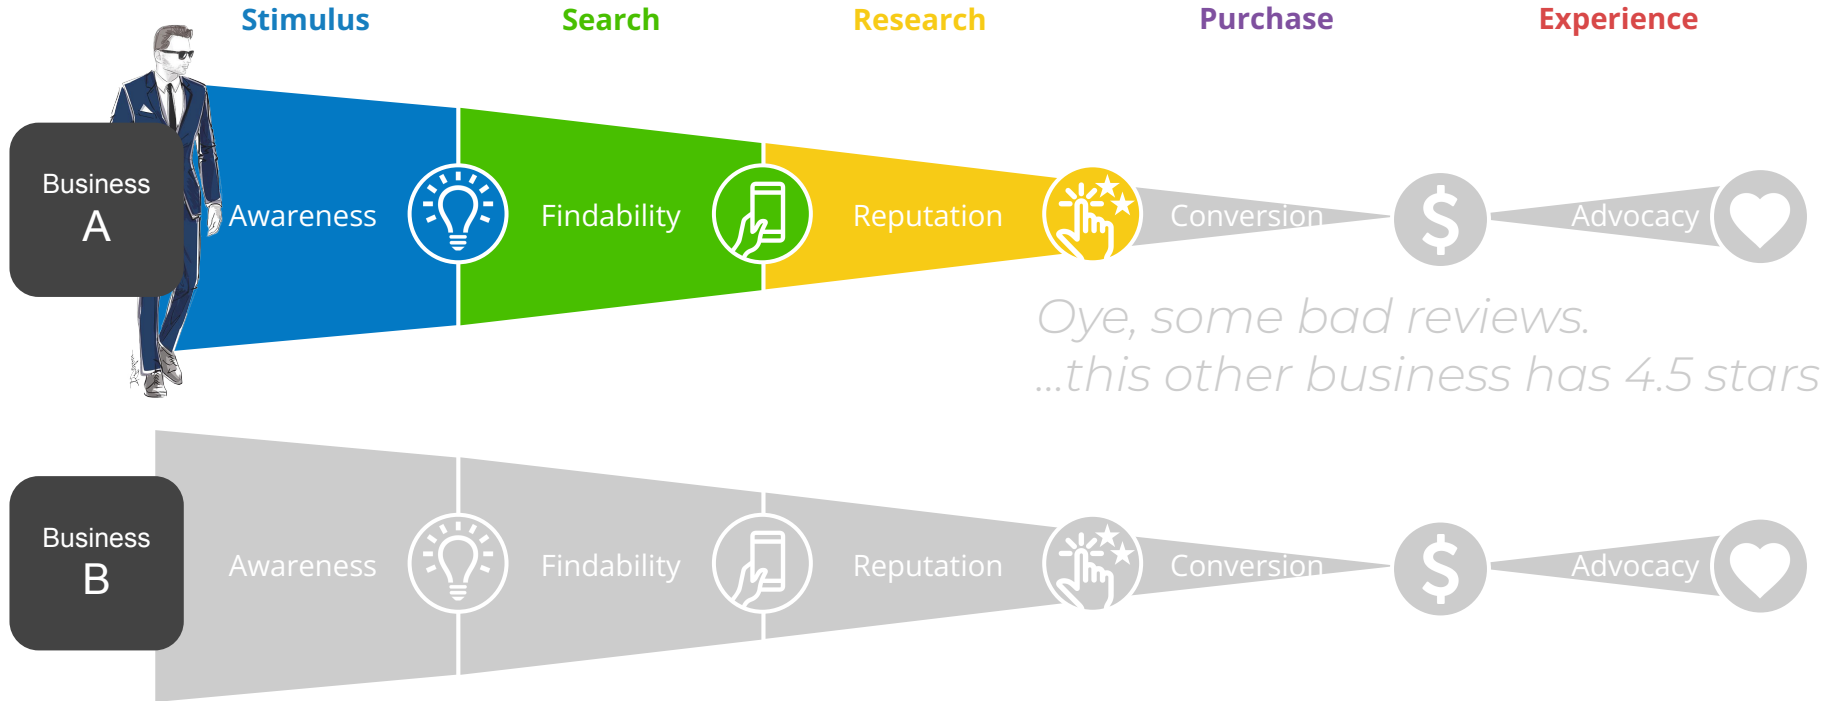 Stimulus Search Research Purchase Experience
Business
A
Awareness Findability Reputation Conversion Advocacy
Oye, some bad reviews.
...this other business has 4.5 stars
Business
B
Awareness Findability Reputation Conversion Advocacy